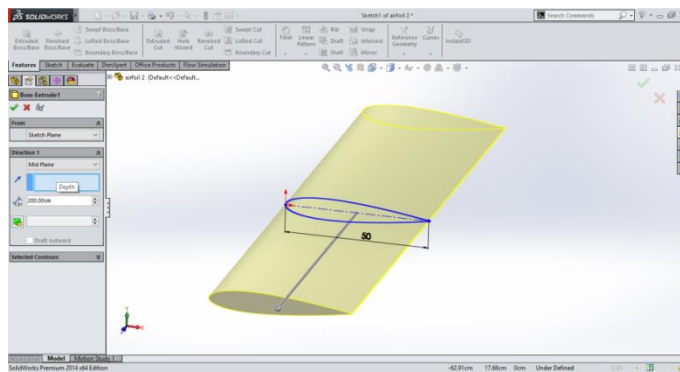 SOLIDWORKS
Sketch1 of airfoil 2 *
Search Commands
Extruded Boss/Base
Revolved Boss/Base
Swept Boss/Base
Lofted Boss/Base
Boundary Boss/Base
Extruded Cut
Hole Wizard
Revolved Cut
Swept Cut
Lofted Cut
Boundary Cut
Fillet
Linear Pattern
Rib
Draft
Shell
Wrap
Intersect
Mirror
Reference Geometry
Curves
Instant3D
Features
Sketch
Evaluate
DimXpert
Office Products
Flow Simulation
airfoil 2 (Default<<Default...
Boss-Extrude1
From
Sketch Plane
Direction 1
Mid Plane
Depth
200.00cm
Draft outward
Selected Contours
50
Model
Motion Study 1
SolidWorks Premium 2014 x64 Edition
-62.91cm
17.60cm
0cm
Under Defined